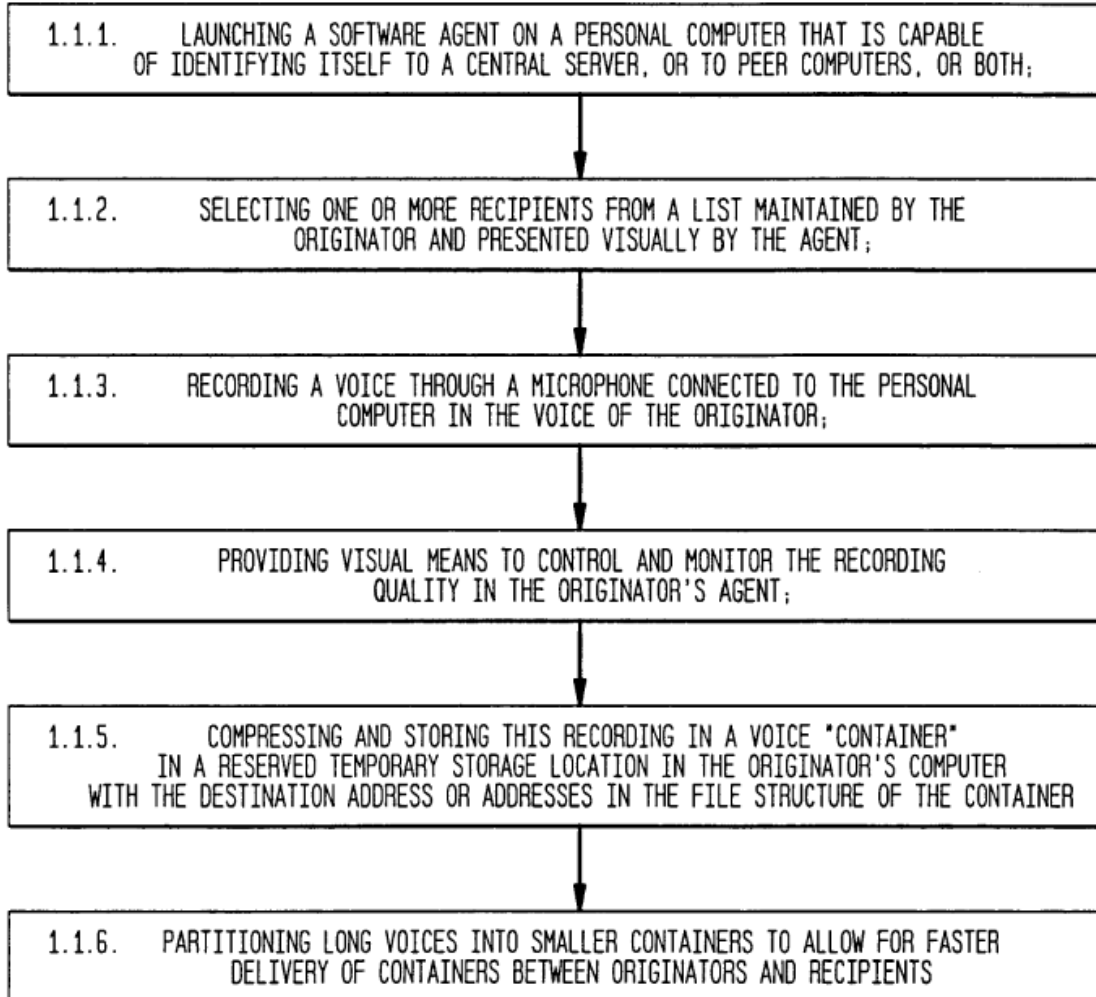 1.1.1. LAUNCHING A SOFTWARE AGENT ON A PERSONAL COMPUTER THAT IS CAPABLE
OF IDENTIFYING ITSELF TO A CENTRAL SERVER, OR TO PEER COMPUTERS, OR BOTH;
1.1.2. SELECTING ONE OR MORE RECIPIENTS FROM A LIST MAINTAINED BY THE
ORIGINATOR AND PRESENTED VISUALLY BY THE AGENT;
1.1.3. RECORDING A VOICE THROUGH A MICROPHONE CONNECTED TO THE PERSONAL
COMPUTER IN THE VOICE OF THE ORIGINATOR;
1.1.4. PROVIDING VISUAL MEANS TO CONTROL AND MONITOR THE RECORDING
QUALITY IN THE ORIGINATOR'S AGENT;
1.1.5. COMPRESSING AND STORING THIS RECORDING IN A VOICE "CONTAINER"
IN A RESERVED TEMPORARY STORAGE LOCATION IN THE ORIGINATOR'S COMPUTER
WITH THE DESTINATION ADDRESS OR ADDRESSES IN THE FILE STRUCTURE OF THE CONTAINER
1.1.6. PARTITIONING LONG VOICES INTO SMALLER CONTAINERS TO ALLOW FOR FASTER
DELIVERY OF CONTAINERS BETWEEN ORIGINATORS AND RECIPIENTS